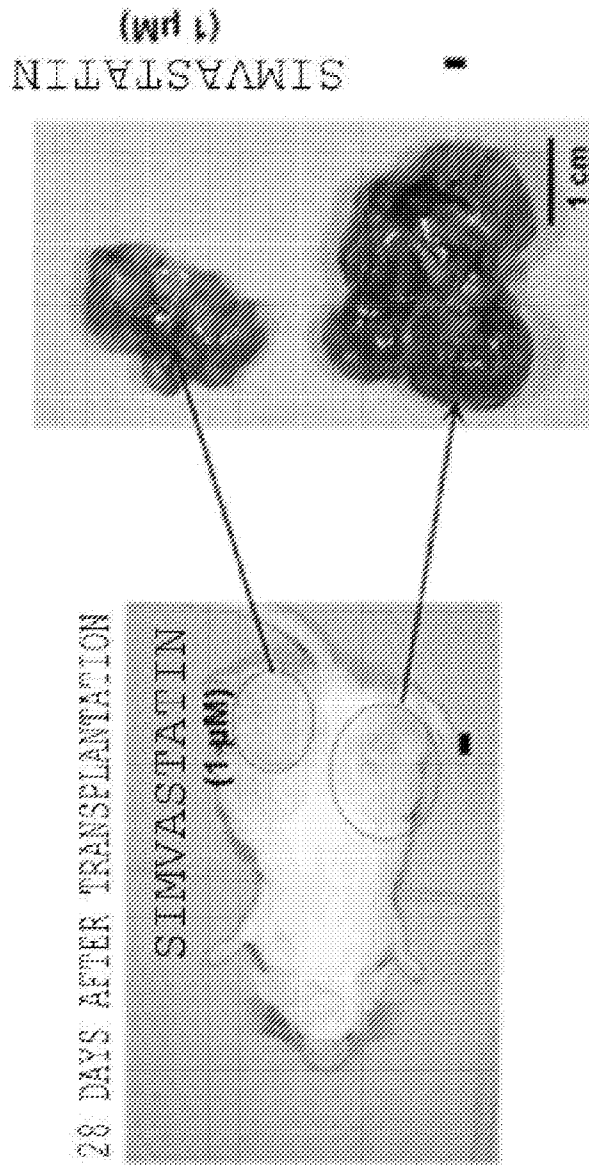 28 DAYS AFTER TRANSPLANTATION
SIMVASTATIN
(1 μM)
-
SIMVASTATIN
(1 μM)
-
1 cm